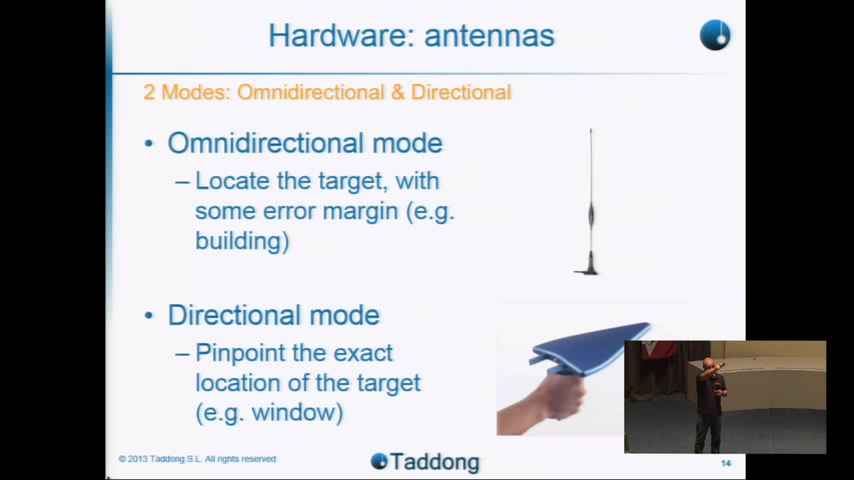 Hardware: antennas
2 Modes: Omnidirectional & Directional
• Omnidirectional mode
– Locate the target, with
some error margin (e.g.
building)
• Directional mode
– Pinpoint the exact
location of the target
(e.g. window)
© 2013 Taddong S.L. All rights reserved
Taddong
14